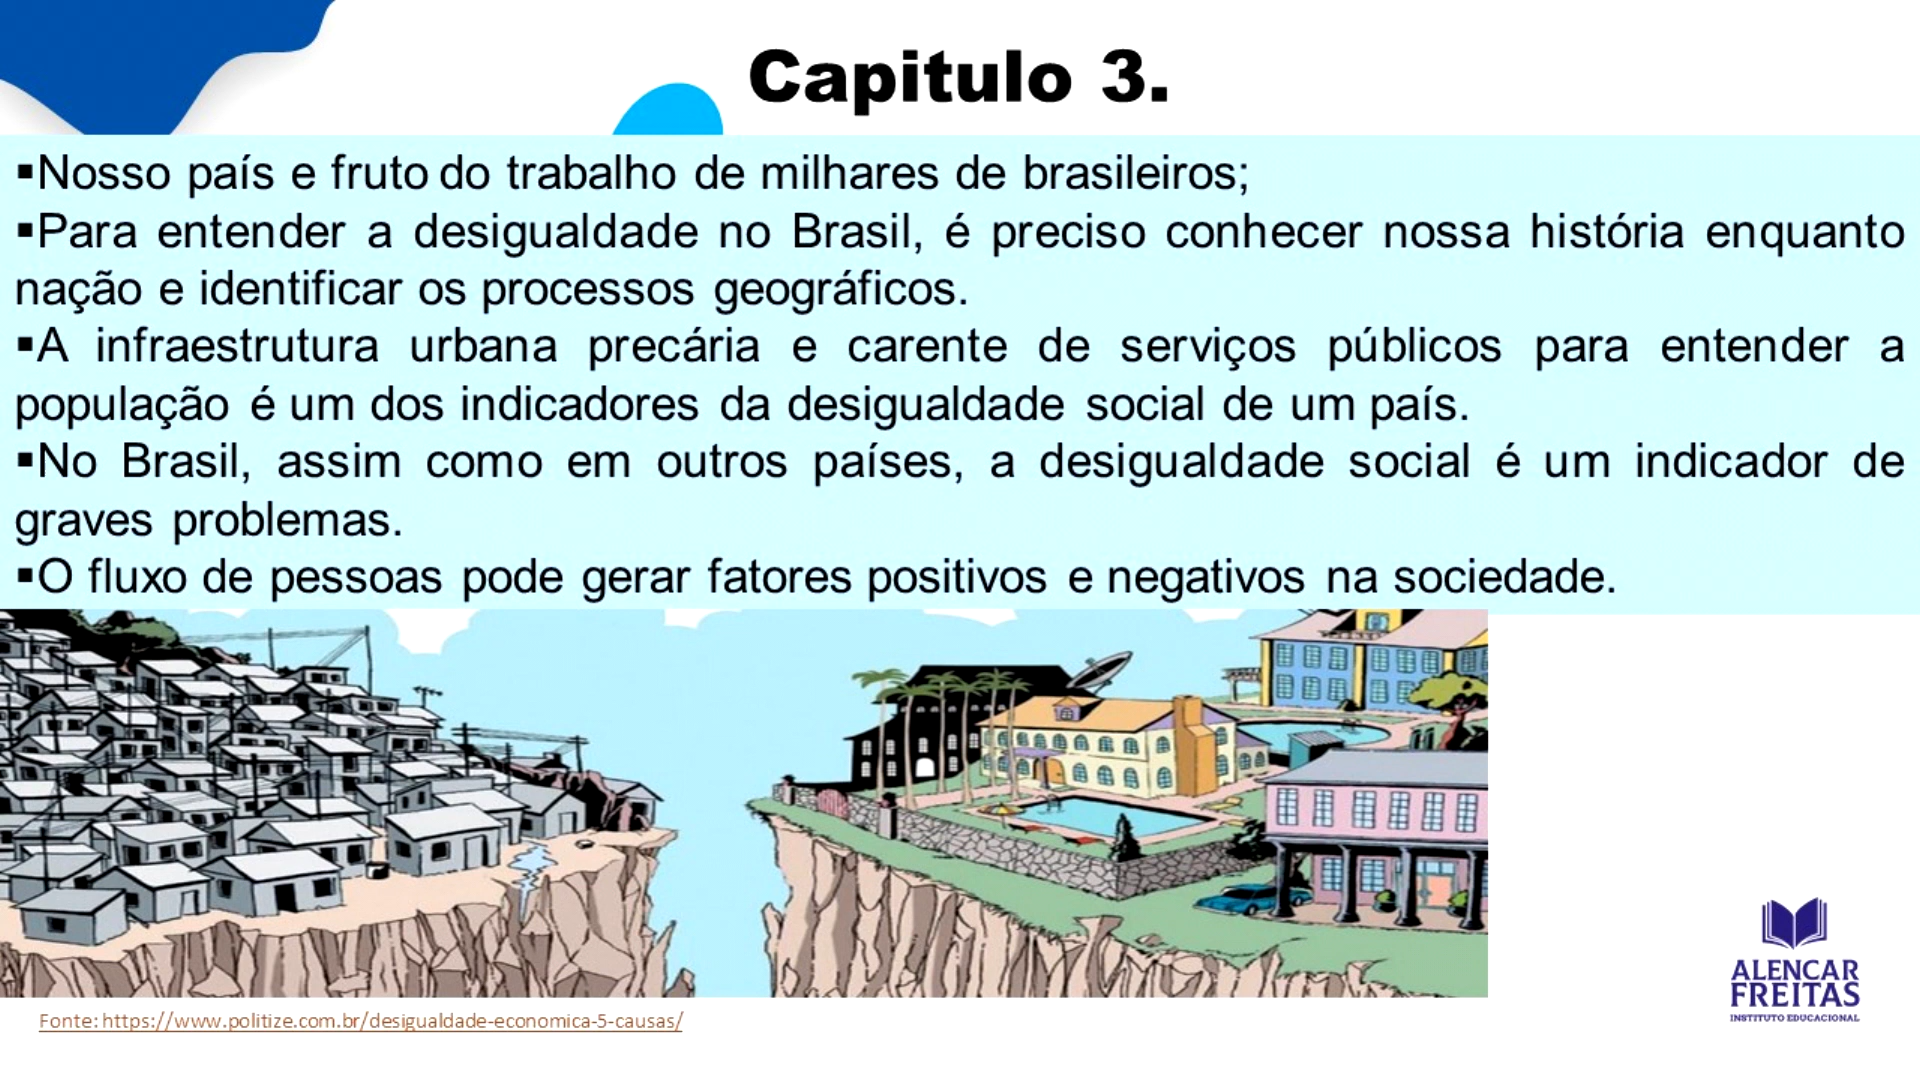 Capitulo 3.
▪Nosso país e fruto do trabalho de milhares de brasileiros;
▪Para entender a desigualdade no Brasil, é preciso conhecer nossa história enquanto
nação e identificar os processos geográficos.
▪A infraestrutura urbana precária e carente de serviços públicos para entender a
população é um dos indicadores da desigualdade social de um país.
▪No Brasil, assim como em outros países, a desigualdade social é um indicador de
graves problemas.
▪O fluxo de pessoas pode gerar fatores positivos e negativos na sociedade.
ALENCAR
FREITAS
INSTITUTO EDUCACIONAL
Fonte: https://www.politize.com.br/desigualdade-economica-5-causas/